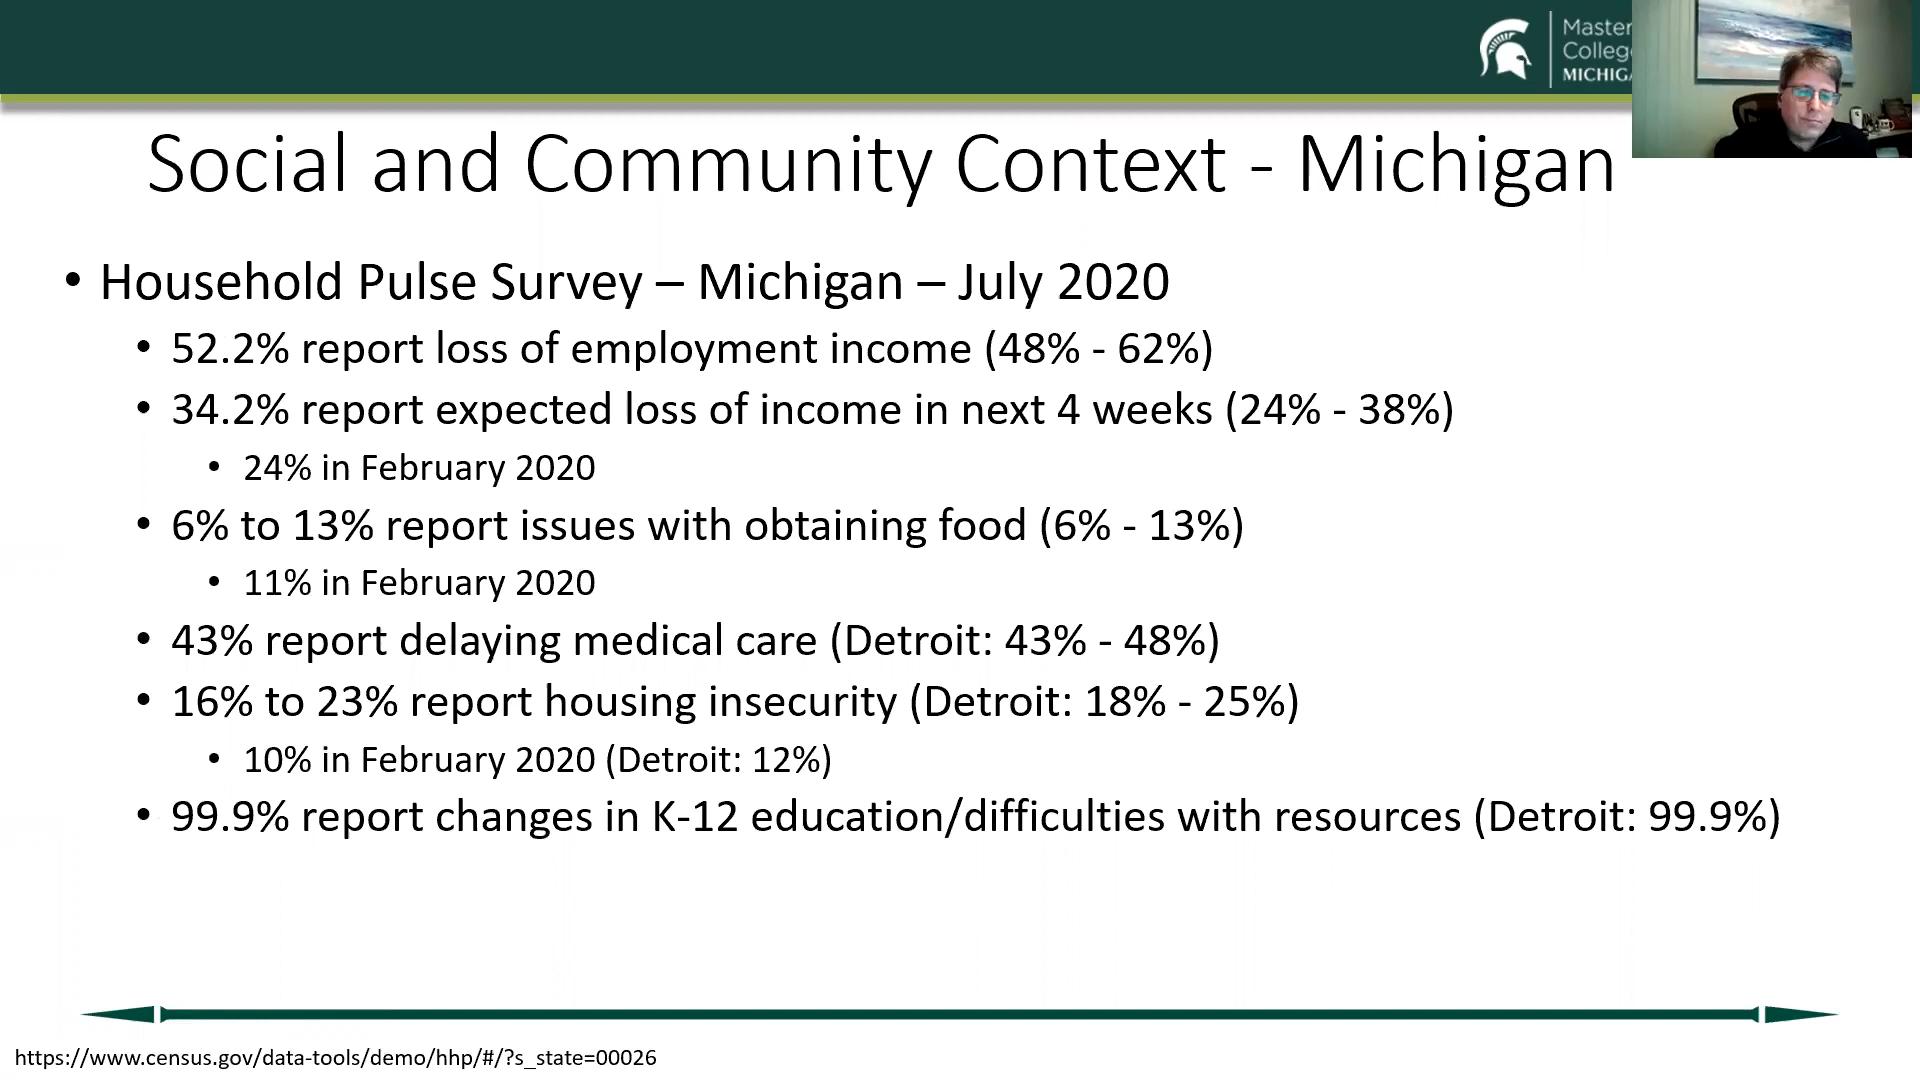 Master
College
MICHIG
Social and Community Context - Michigan
• Household Pulse Survey – Michigan – July 2020
• 52.2% report loss of employment income (48% - 62%)
• 34.2% report expected loss of income in next 4 weeks (24% - 38%)
• 24% in February 2020
• 6% to 13% report issues with obtaining food (6% - 13%)
• 11% in February 2020
• 43% report delaying medical care (Detroit: 43% - 48%)
• 16% to 23% report housing insecurity (Detroit: 18% - 25%)
• 10% in February 2020 (Detroit: 12%)
• 99.9% report changes in K-12 education/difficulties with resources (Detroit: 99.9%)
https://www.census.gov/data-tools/demo/hhp/#/?s_state=00026